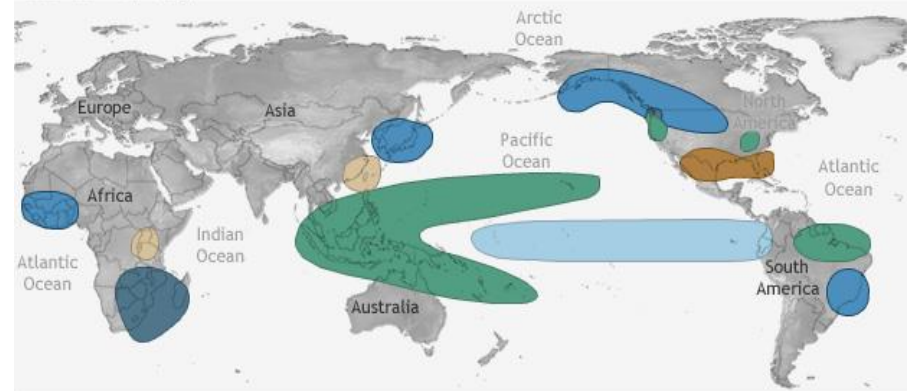 Arctic
Ocean
Europe
Asia
North
America
Pacific
Ocean
Africa
Atlantic
Ocean
Indian
Ocean
Atlantic
Ocean
South
America
Australia